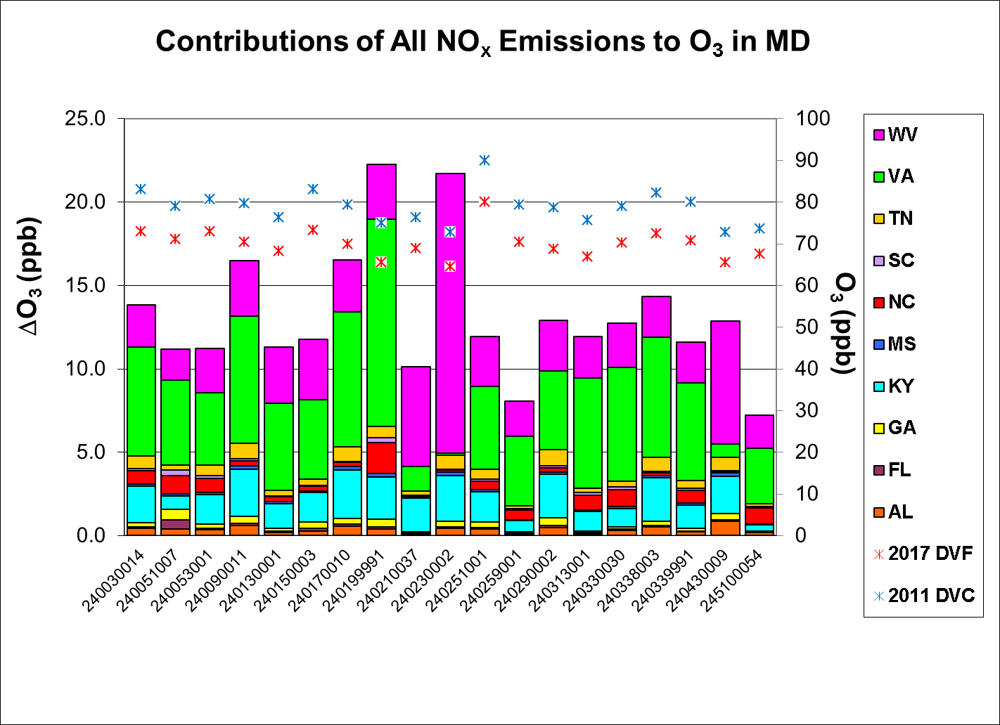 Contributions of All NOx Emissions to O3 in MD
ΔO3 (ppb)
25.0
20.0
15.0
10.0
5.0
0.0
100
90
80
70
60
50
40
30
20
10
0
O3 (ppb)
240030014
240051007
240053001
240090011
240130001
240150003
240170010
240199991
240210037
240230002
240251001
240259001
240290002
240313001
240330030
240338003
240339991
240430009
245100054
WV
VA
TN
SC
NC
MS
KY
GA
FL
AL
2017 DVF
2011 DVC